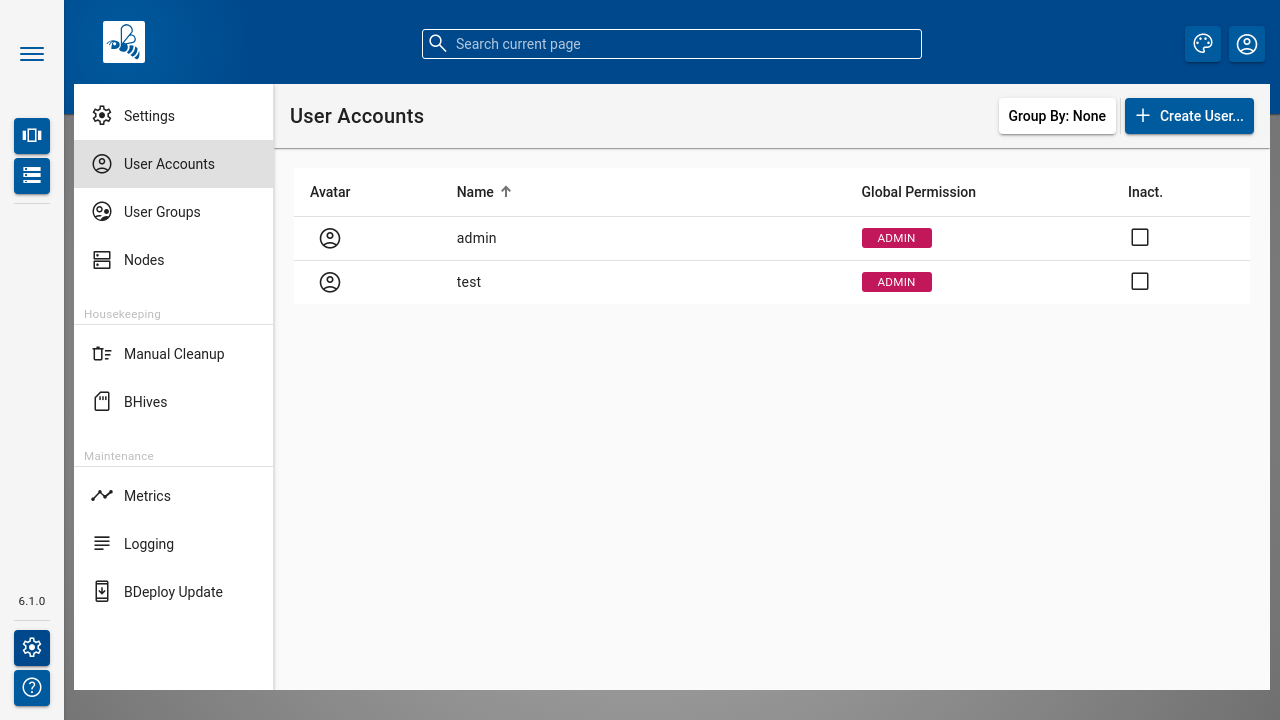 Search current page
Settings
User Accounts
User Groups
Nodes
Housekeeping
Manual Cleanup
BHives
Maintenance
Metrics
Logging
BDeploy Update
6.1.0
User Accounts
Group By: None
Create User...
Avatar Name Global Permission Inact.
admin ADMIN
test ADMIN